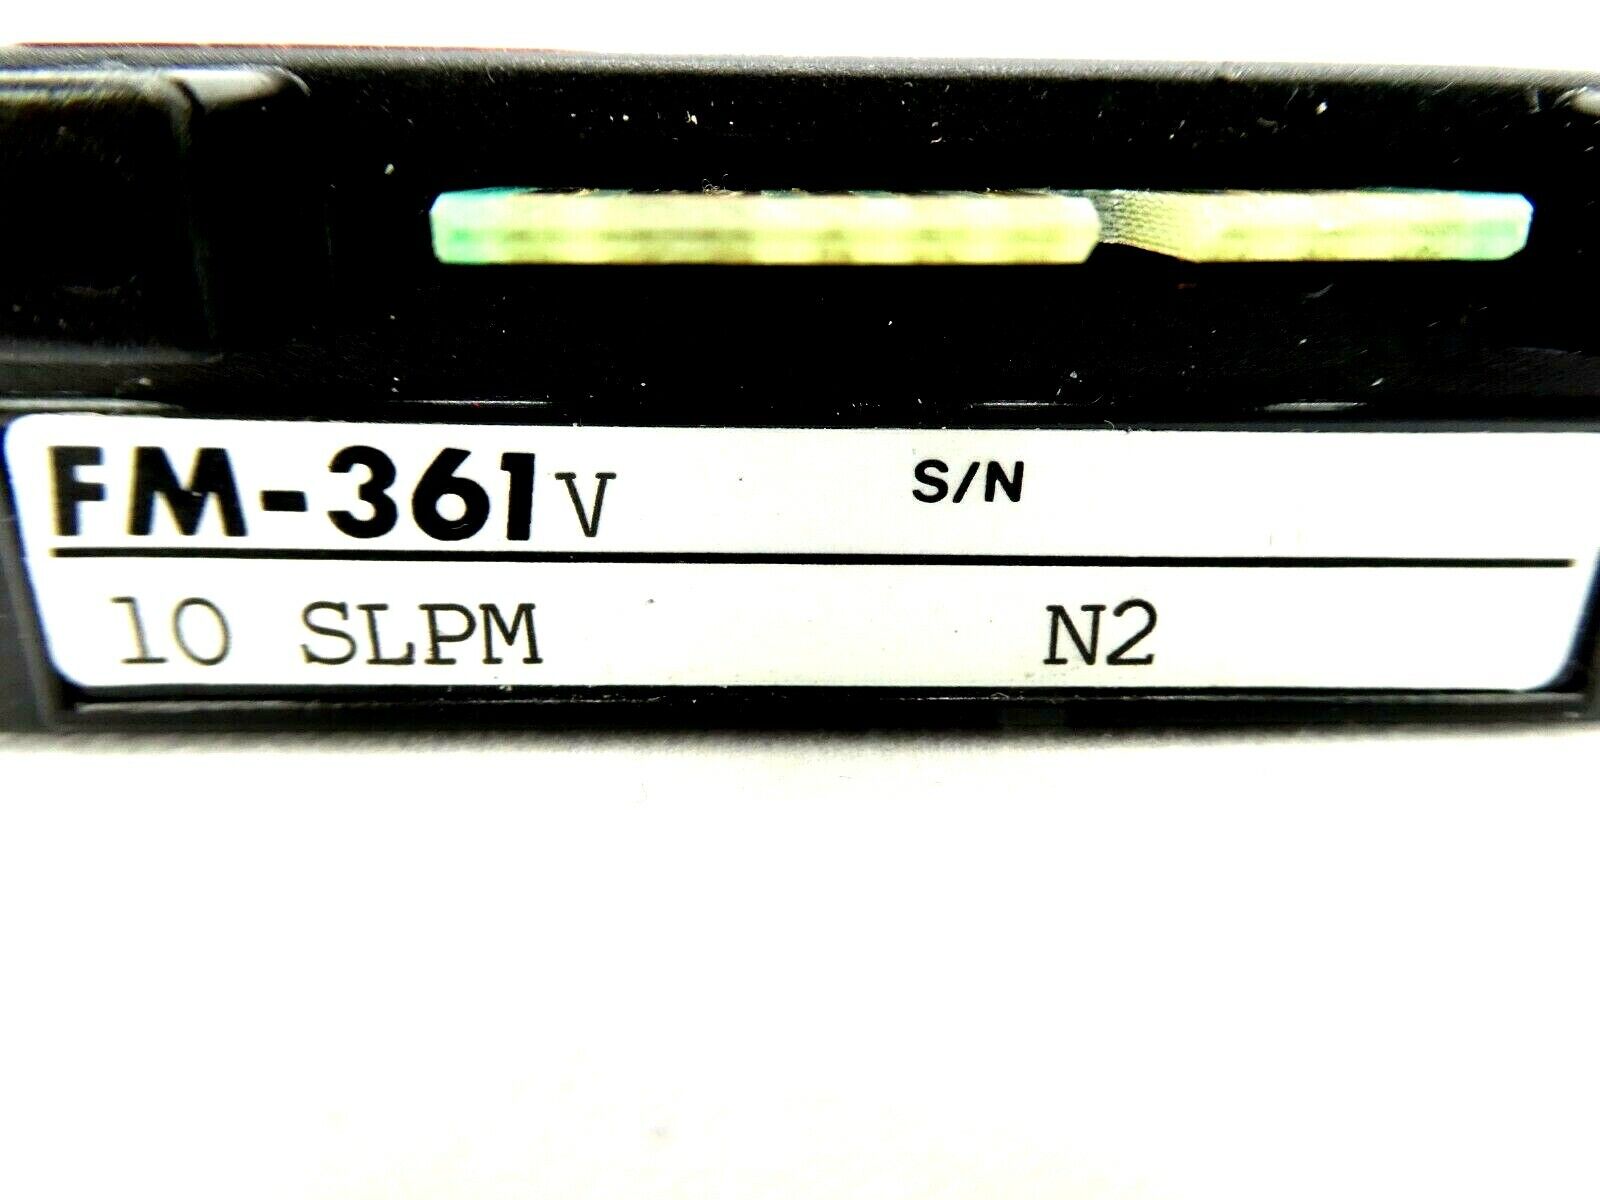 FM-361V S/N
10 SLPM N2